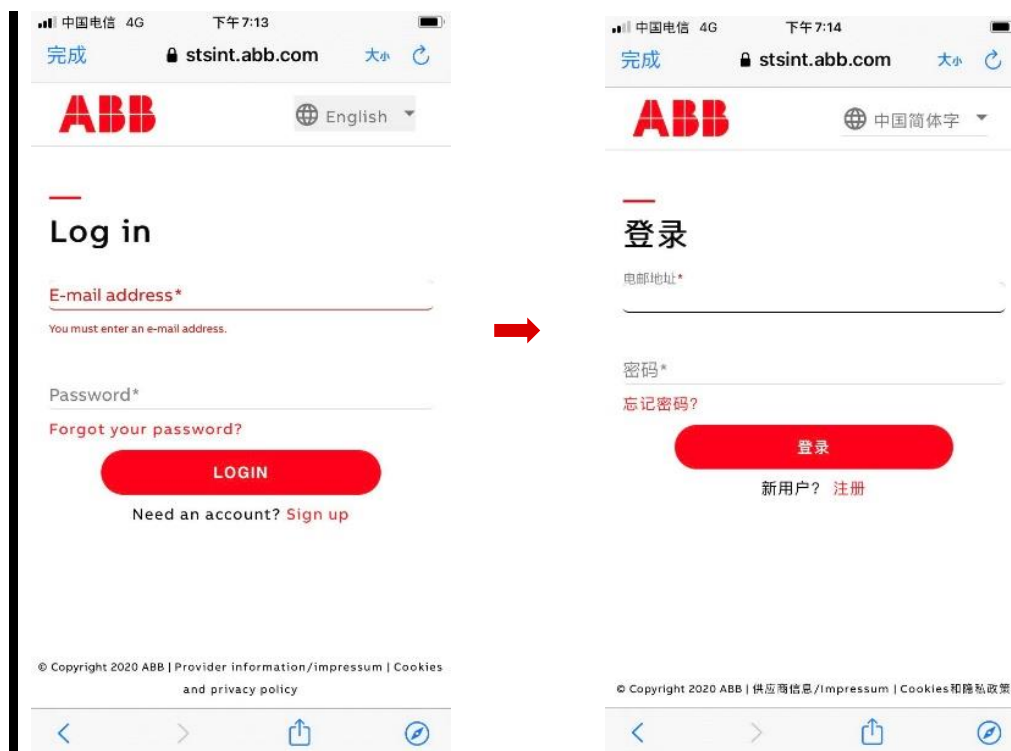 中国电信 4G 下午7:13
完成 stsint.abb.com 大小
ABB English
Log in
E-mail address*
You must enter an e-mail address.
Password*
Forgot your password?
LOGIN
Need an account? Sign up
© Copyright 2020 ABB | Provider information/impressum | Cookies
and privacy policy
中国电信 4G 下午7:14
完成 stsint.abb.com 大小
ABB 中国简体字
登录
电邮地址*
密码*
忘记密码?
登录
新用户? 注册
© Copyright 2020 ABB | 供应商信息/Impressum | Cookies和隐私政策